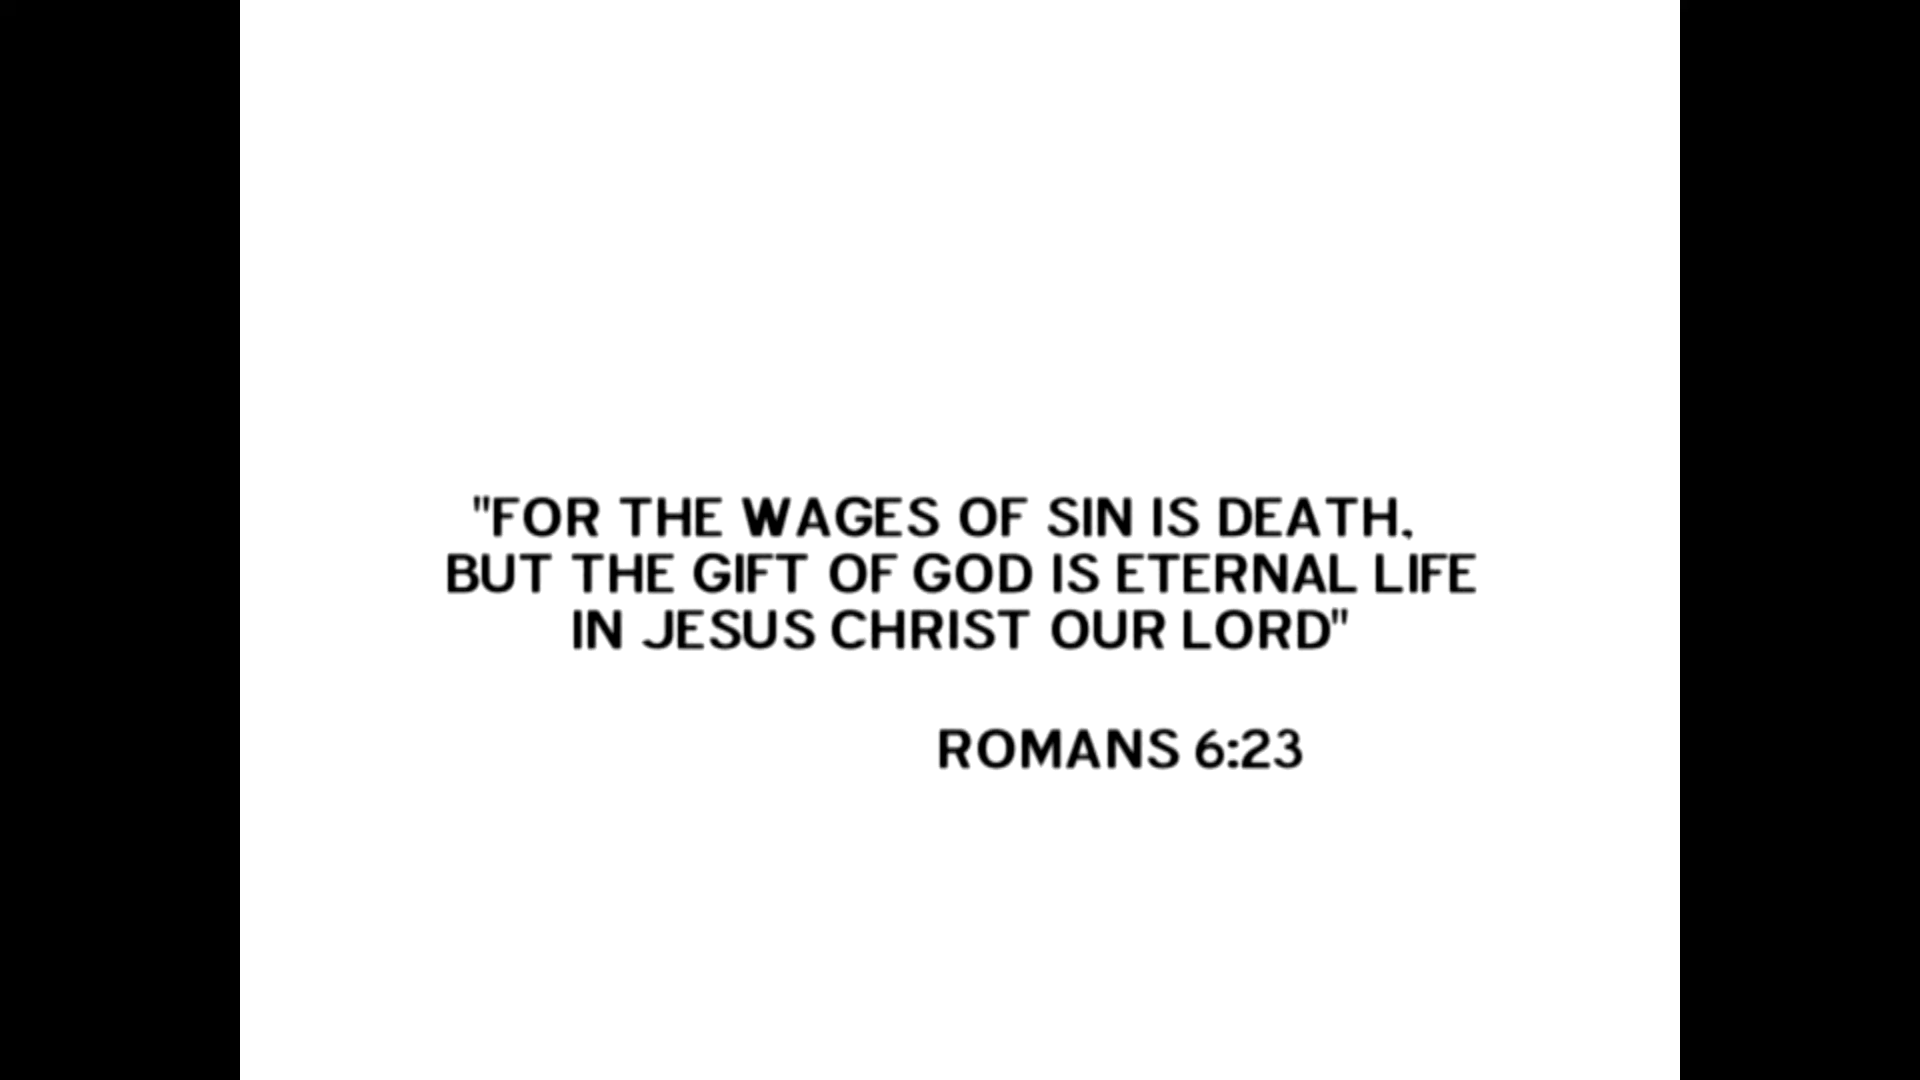 "FOR THE WAGES OF SIN IS DEATH,
BUT THE GIFT OF GOD IS ETERNAL LIFE
IN JESUS CHRIST OUR LORD"
ROMANS 6:23